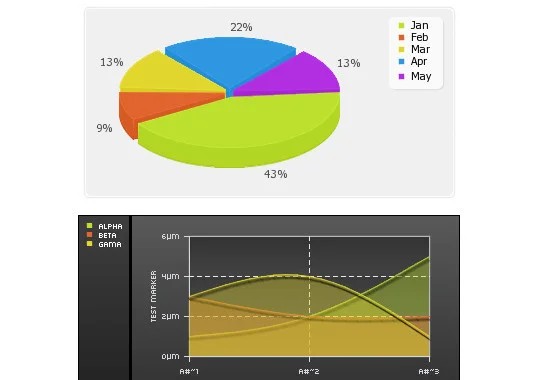 22%
Jan
Feb
Mar
Apr
May
13%
13%
9%
43%
ALPHA
BETA
GAMA
6µm
4µm
2µm
0µm
TEST MARKER
A#~1
A#~2
A#~3